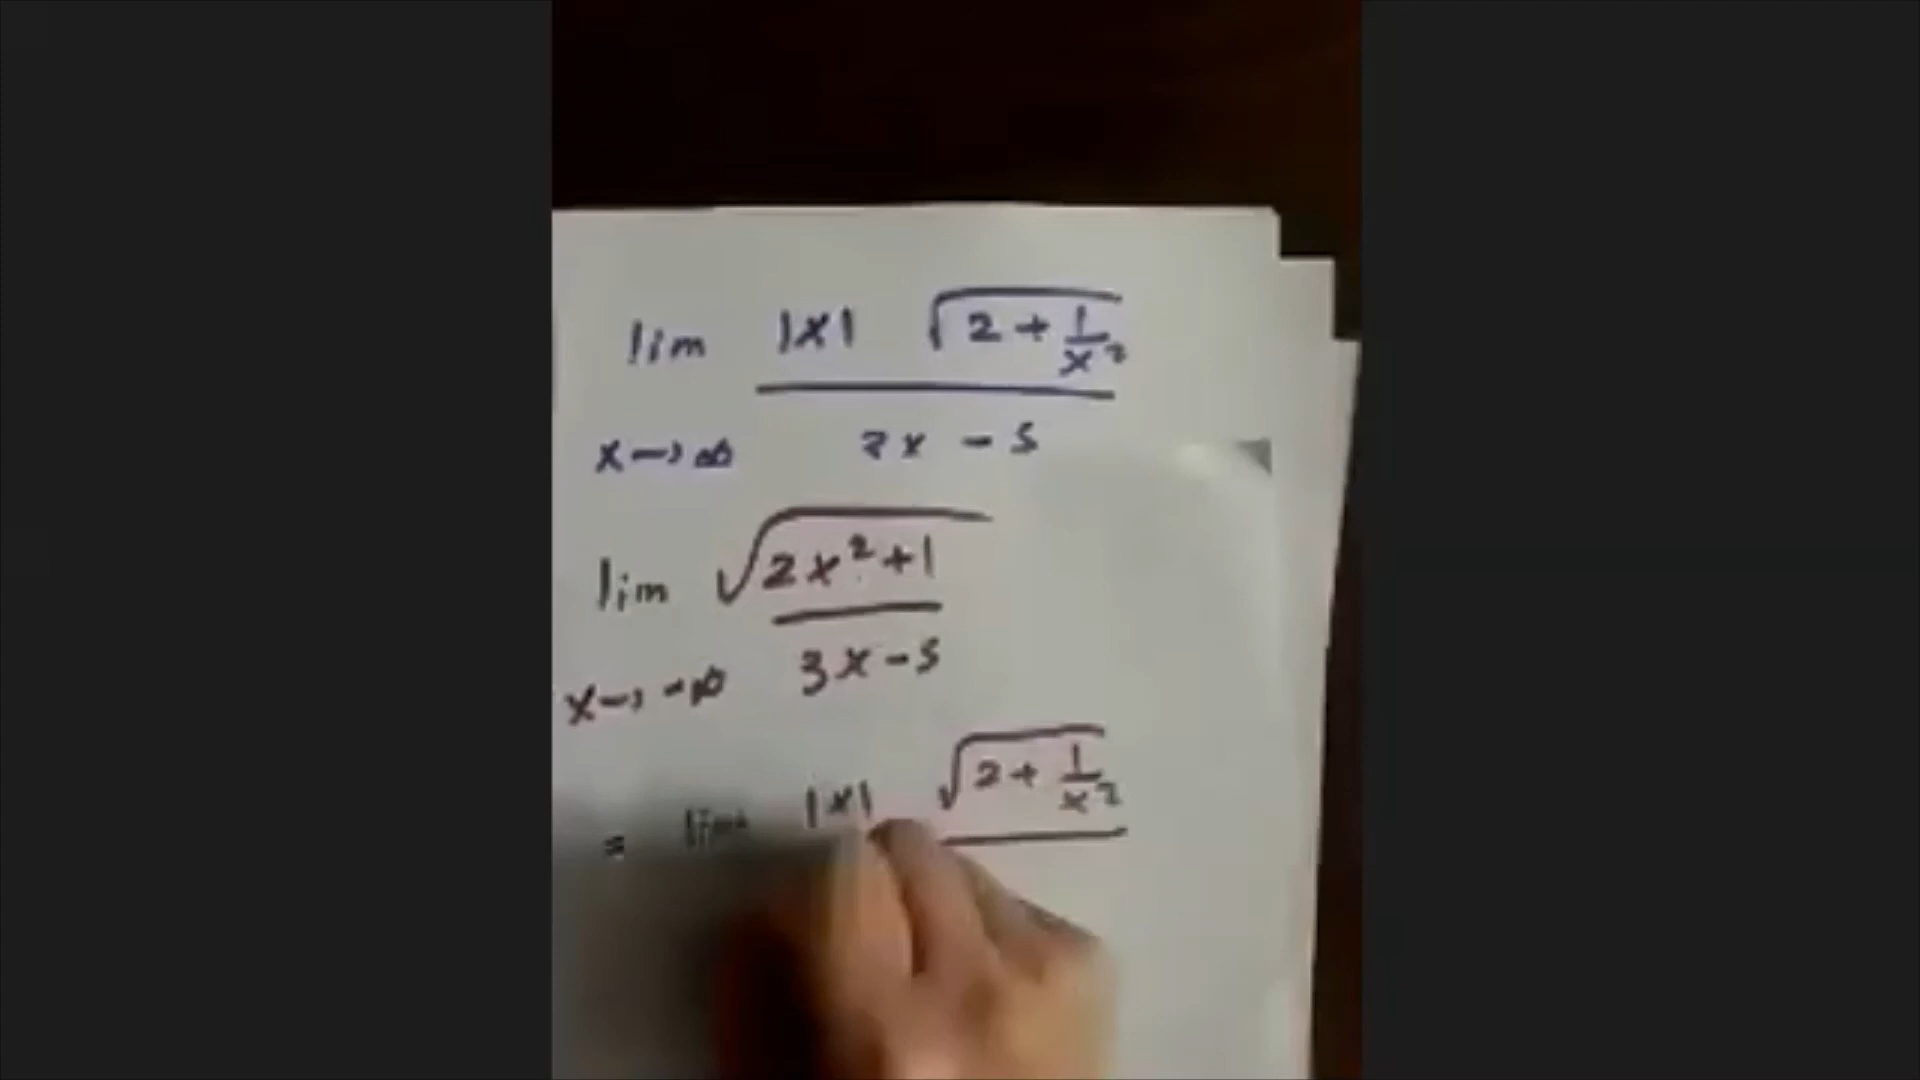 lim |x| √2 + 1/x²
x → ∞ 3x - 5
lim √2x² + 1
x → -∞ 3x - 5
= lim |x| √2 + 1/x²